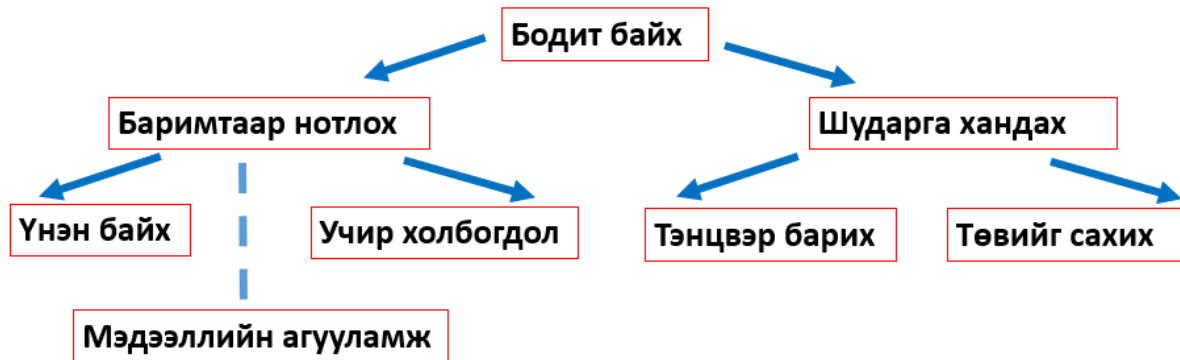 Бодит байх
Баримтаар нотлох
Шударга хандах
Үнэн байх
Учир холбогдол
Тэнцвэр барих
Төвийг сахих
Мэдээллийн агууламж